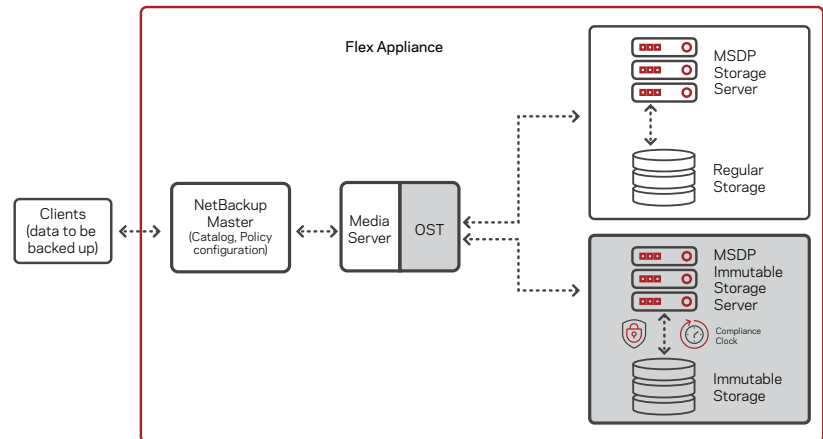 Flex Appliance
Clients
(data to be
backed up)
NetBackup
Master
(Catalog, Policy
configuration)
Media
Server
OST
MSDP
Storage
Server
Regular
Storage
MSDP
Immutable
Storage
Server
Compliance
Clock
Immutable
Storage